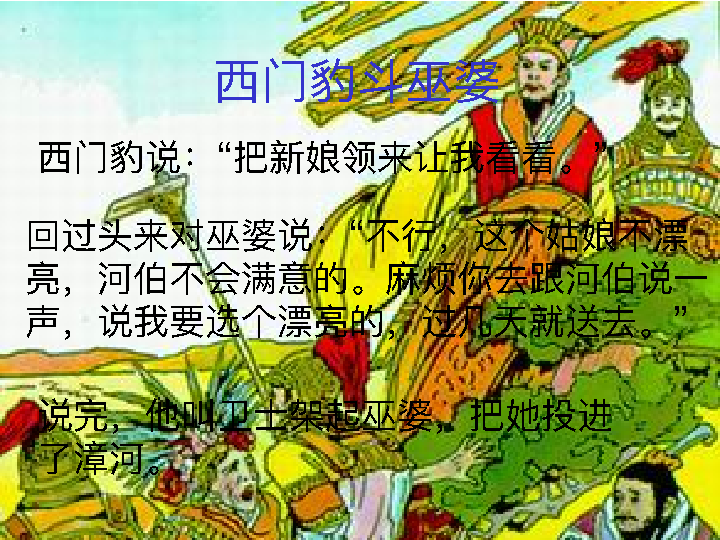 西门豹斗巫婆
西门豹说：“把新娘领来让我看看。”
回过头来对巫婆说：“不行，这个姑娘不漂
亮，河伯不会满意的。麻烦你去跟河伯说一
声，说我要选个漂亮的，过几天就送去。”
说完，他叫卫士架起巫婆，把她投进
了漳河。